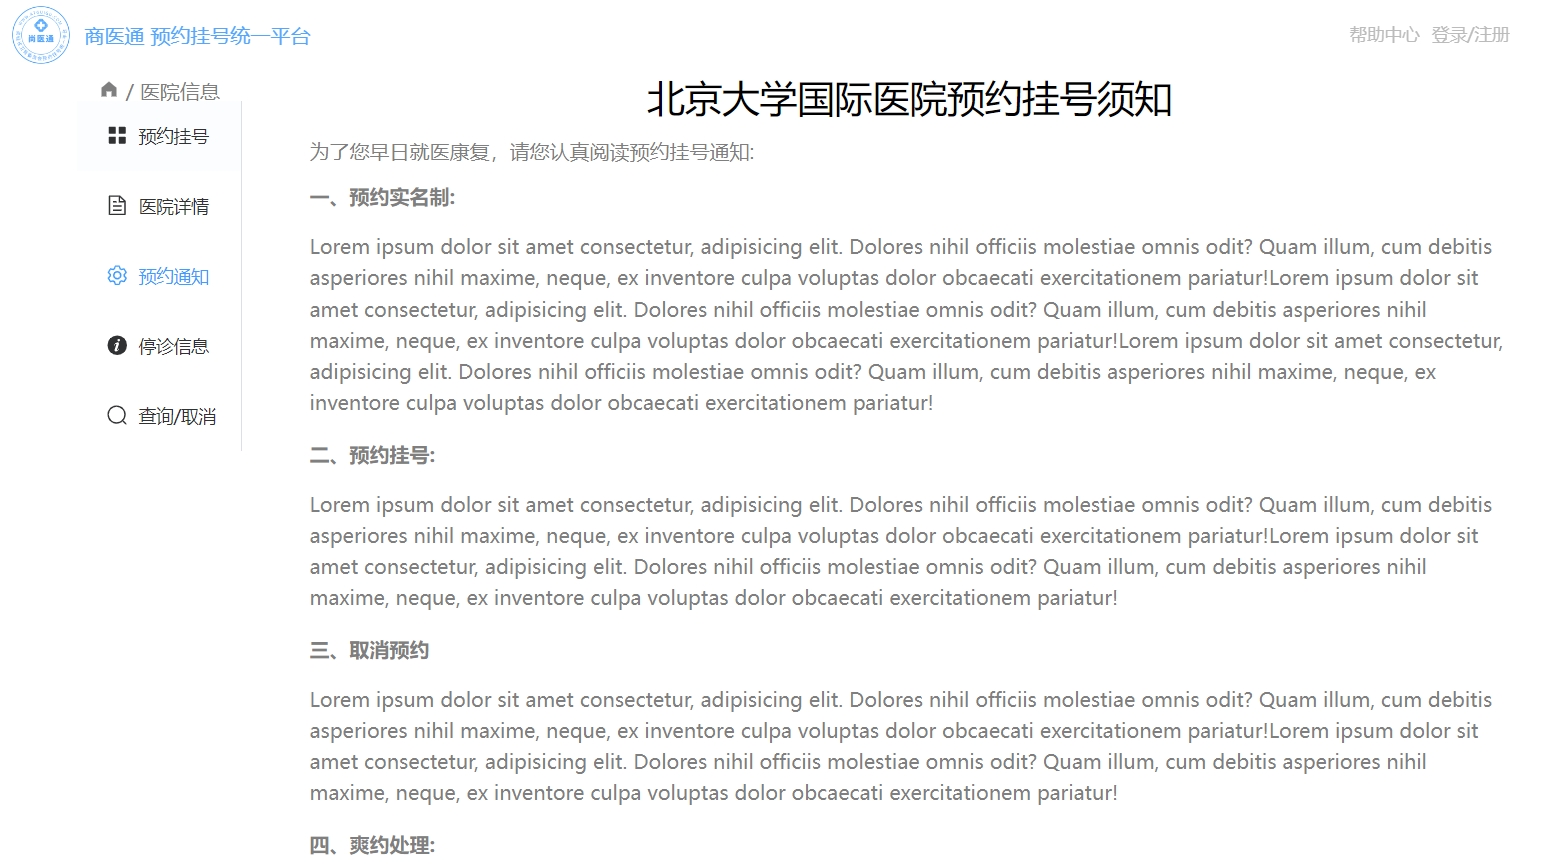 尚医通
商医通 预约挂号统一平台
帮助中心 登录/注册
/ 医院信息
预约挂号
医院详情
预约通知
停诊信息
查询/取消
北京大学国际医院预约挂号须知
为了您早日就医康复，请您认真阅读预约挂号通知:
一、预约实名制:
Lorem ipsum dolor sit amet consectetur, adipisicing elit. Dolores nihil officiis molestiae omnis odit? Quam illum, cum debitis
asperiores nihil maxime, neque, ex inventore culpa voluptas dolor obcaecati exercitationem pariatur!Lorem ipsum dolor sit
amet consectetur, adipisicing elit. Dolores nihil officiis molestiae omnis odit? Quam illum, cum debitis asperiores nihil
maxime, neque, ex inventore culpa voluptas dolor obcaecati exercitationem pariatur!Lorem ipsum dolor sit amet consectetur,
adipisicing elit. Dolores nihil officiis molestiae omnis odit? Quam illum, cum debitis asperiores nihil maxime, neque, ex
inventore culpa voluptas dolor obcaecati exercitationem pariatur!
二、预约挂号:
Lorem ipsum dolor sit amet consectetur, adipisicing elit. Dolores nihil officiis molestiae omnis odit? Quam illum, cum debitis
asperiores nihil maxime, neque, ex inventore culpa voluptas dolor obcaecati exercitationem pariatur!Lorem ipsum dolor sit
amet consectetur, adipisicing elit. Dolores nihil officiis molestiae omnis odit? Quam illum, cum debitis asperiores nihil
maxime, neque, ex inventore culpa voluptas dolor obcaecati exercitationem pariatur!
三、取消预约
Lorem ipsum dolor sit amet consectetur, adipisicing elit. Dolores nihil officiis molestiae omnis odit? Quam illum, cum debitis
asperiores nihil maxime, neque, ex inventore culpa voluptas dolor obcaecati exercitationem pariatur!Lorem ipsum dolor sit
amet consectetur, adipisicing elit. Dolores nihil officiis molestiae omnis odit? Quam illum, cum debitis asperiores nihil
maxime, neque, ex inventore culpa voluptas dolor obcaecati exercitationem pariatur!
四、爽约处理: